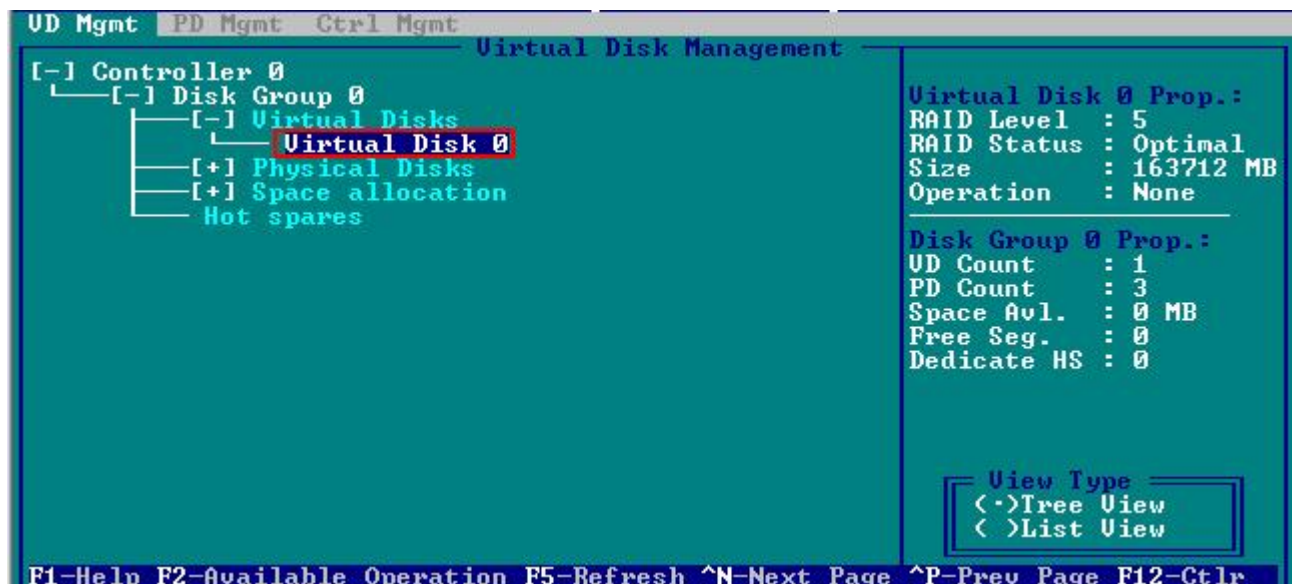 VD Mgmt PD Mgmt Ctrl Mgmt
Virtual Disk Management
[-] Controller 0
[-] Disk Group 0
[-] Virtual Disks
Virtual Disk 0
[+] Physical Disks
[+] Space allocation
Hot spares
Virtual Disk 0 Prop.:
RAID Level : 5
RAID Status : Optimal
Size : 163712 MB
Operation : None
Disk Group 0 Prop.:
VD Count : 1
PD Count : 3
Space Avl. : 0 MB
Free Seg. : 0
Dedicate HS : 0
View Type
(·)Tree View
( )List View
F1-Help F2-Available Operation F5-Refresh ^N-Next Page ^P-Prev Page F12-Ctlr